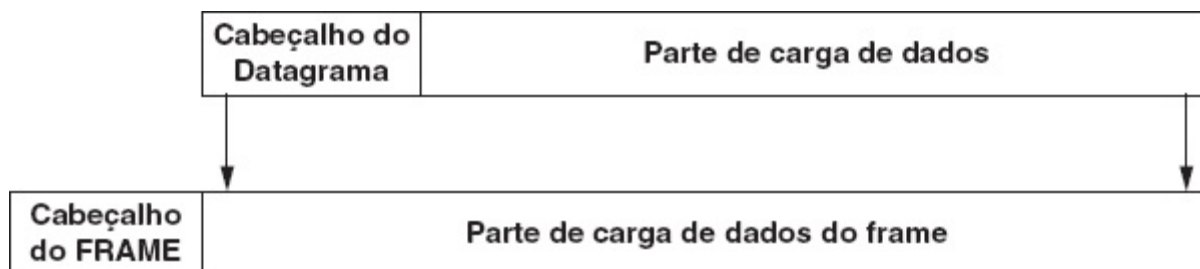 Cabeçalho do
Datagrama
Parte de carga de dados
Cabeçalho
do FRAME
Parte de carga de dados do frame